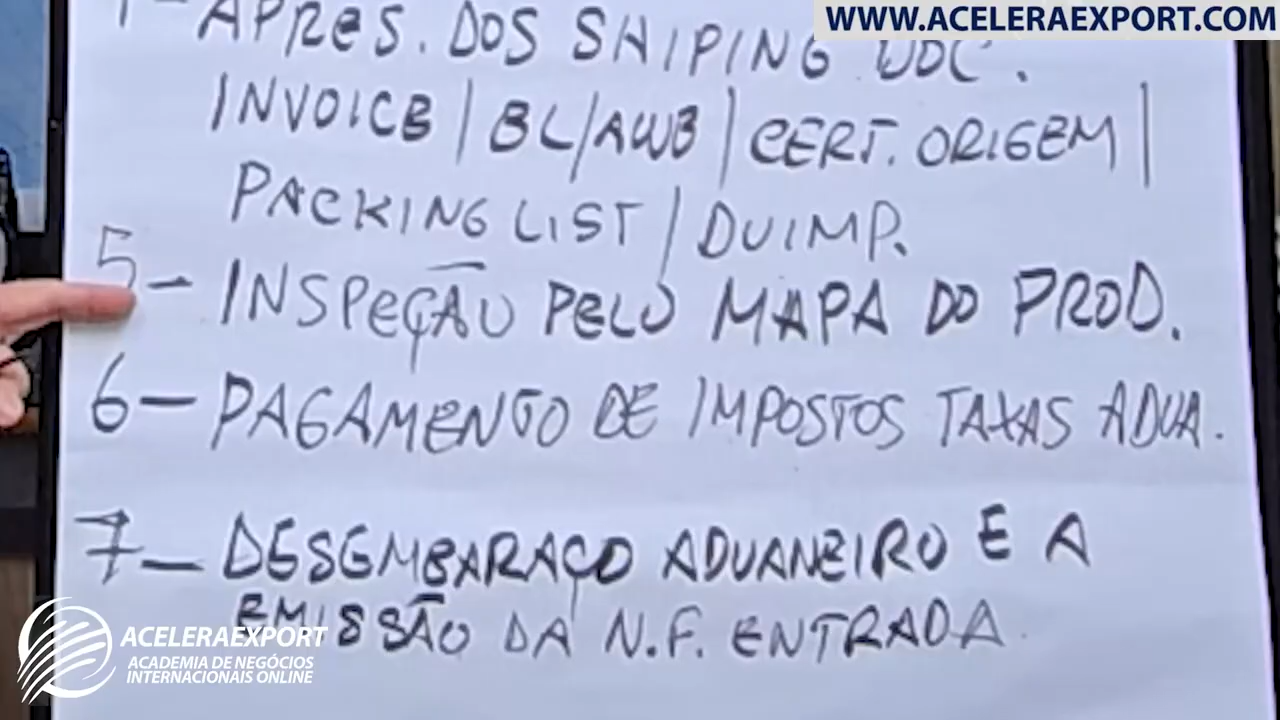 WWW.ACELERAEXPORT.COM
APRES. DOS SHIPING DOC.
INVOICE | BL/AWB | CERT. ORIGEM |
PACKING LIST / DUIMP.
5- INSPEÇÃO PELO MAPA DO PROD.
6- PAGAMENTO DE IMPOSTOS TAXAS ADUA.
7- DESEMBARAÇO ADUANEIRO E A
EMISSÃO DA N.F. ENTRADA.
ACELERAEXPORT
ACADEMIA DE NEGÓCIOS
INTERNACIONAIS ONLINE